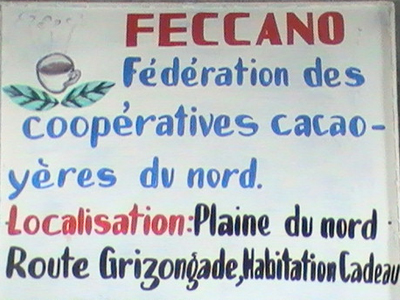 FECCANO
Fédération des
coopératives cacao-
yères du nord.
Localisation: Plaine du nord
Route Grizongade, Habitation Cadeau